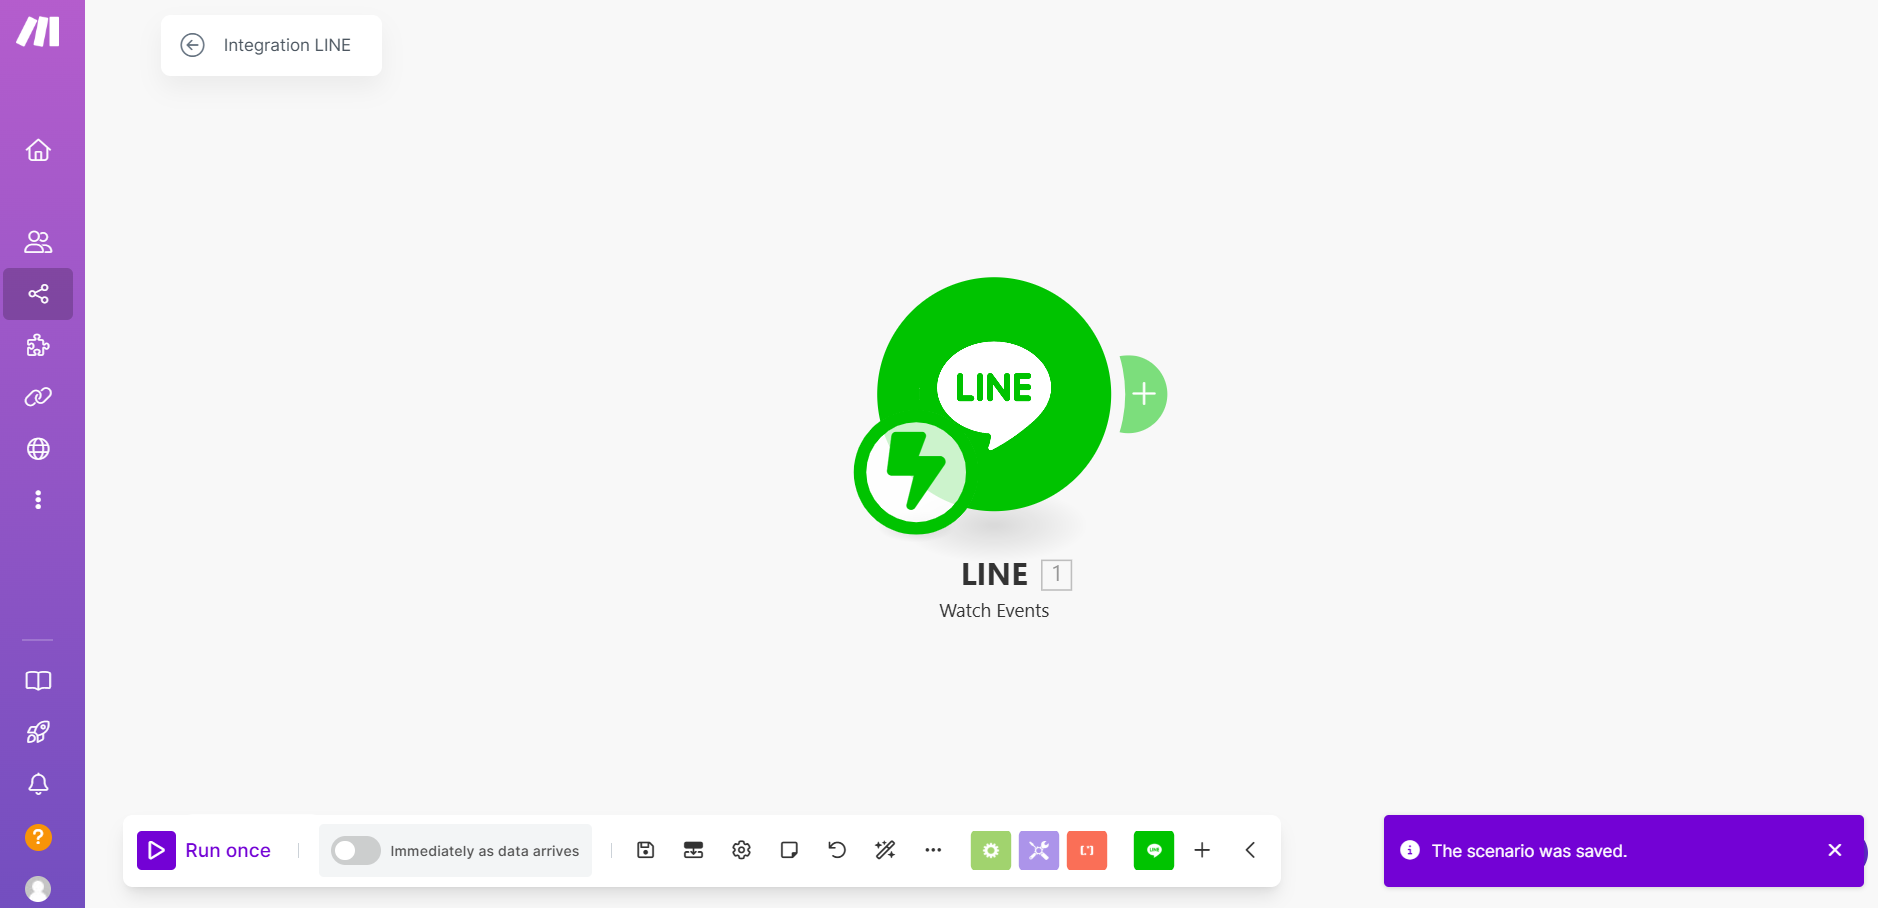 Integration LINE
LINE
LINE 1
Watch Events
Run once
Immediately as data arrives
The scenario was saved.